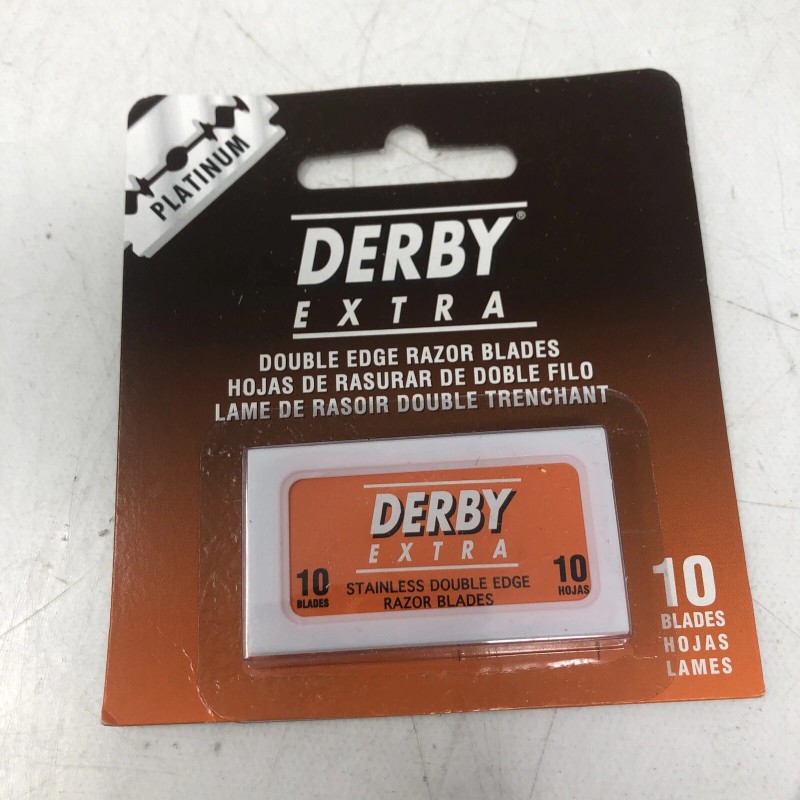 PLATINUM
DERBY®
EXTRA
DOUBLE EDGE RAZOR BLADES
HOJAS DE RASURAR DE DOBLE FILO
LAME DE RASOIR DOUBLE TRENCHANT
DERBY
EXTRA
10
BLADES
STAINLESS DOUBLE EDGE
RAZOR BLADES
10
HOJAS
10
BLADES
HOJAS
LAMES